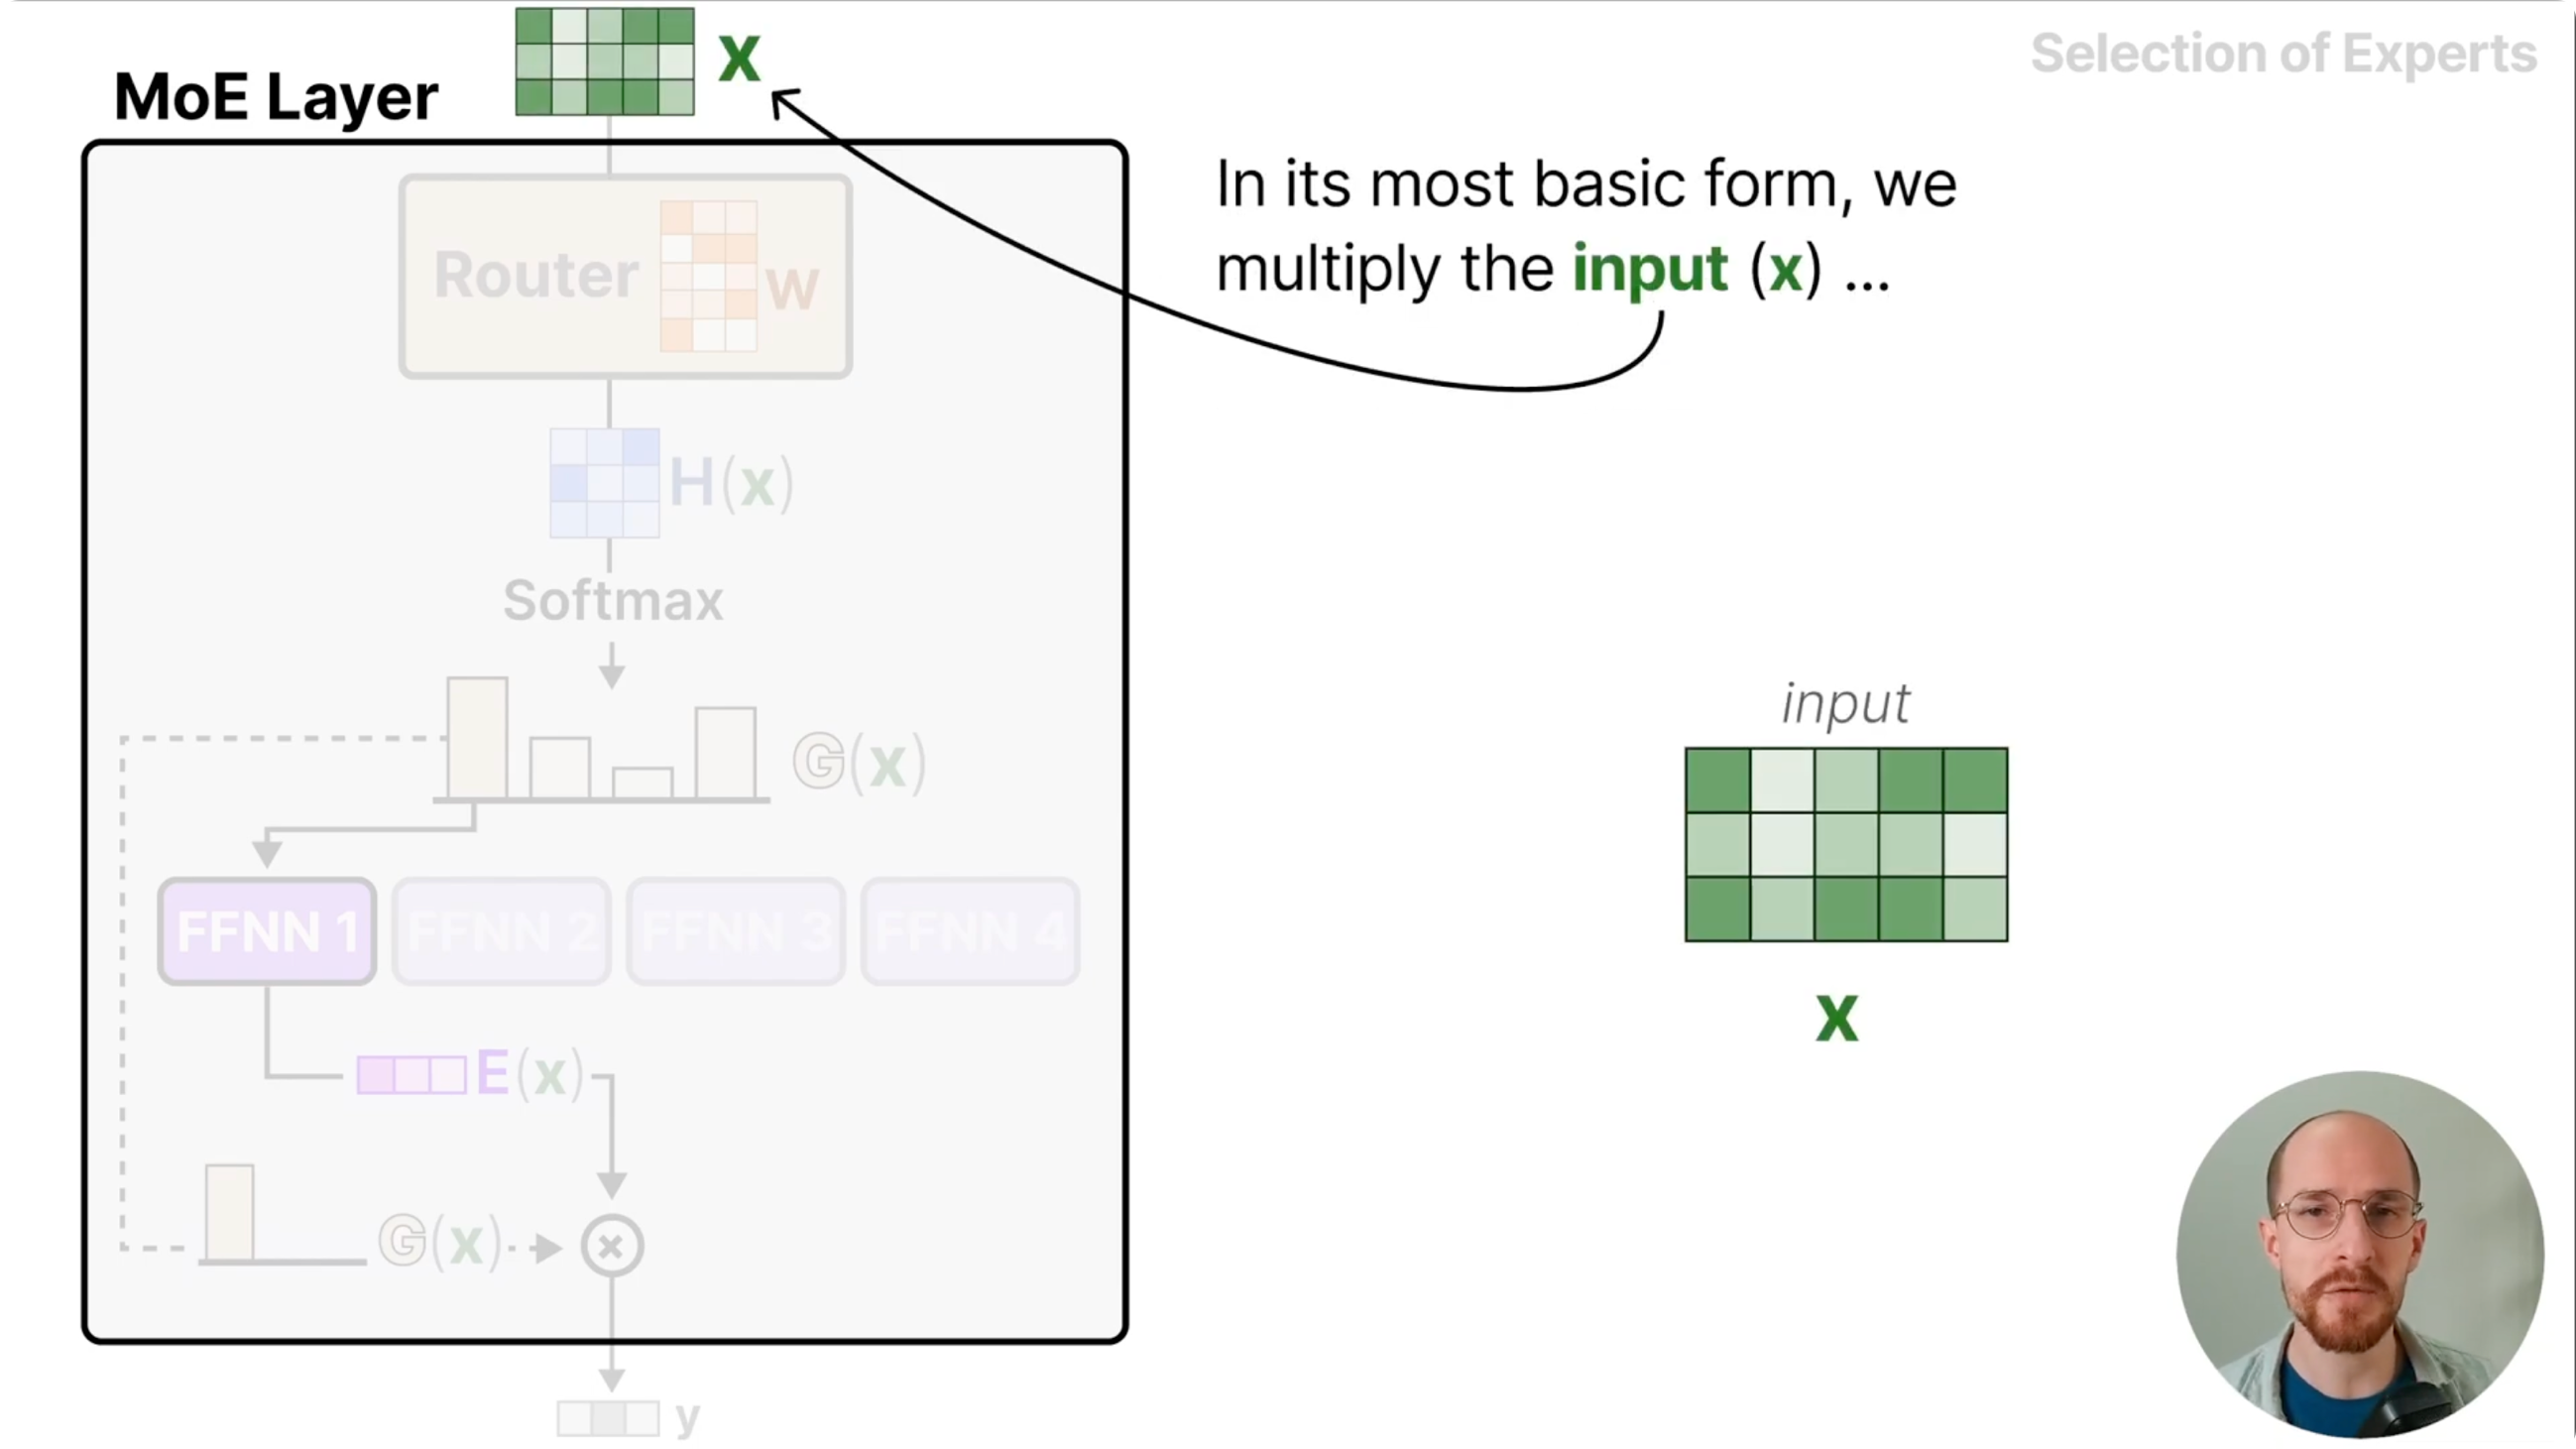 Selection of Experts
MoE Layer
x
In its most basic form, we
multiply the input (x) ...
Router
W
H(x)
Softmax
G(x)
input
x
FFNN 1
FFNN 2
FFNN 3
FFNN 4
E(x)
G(x)
y